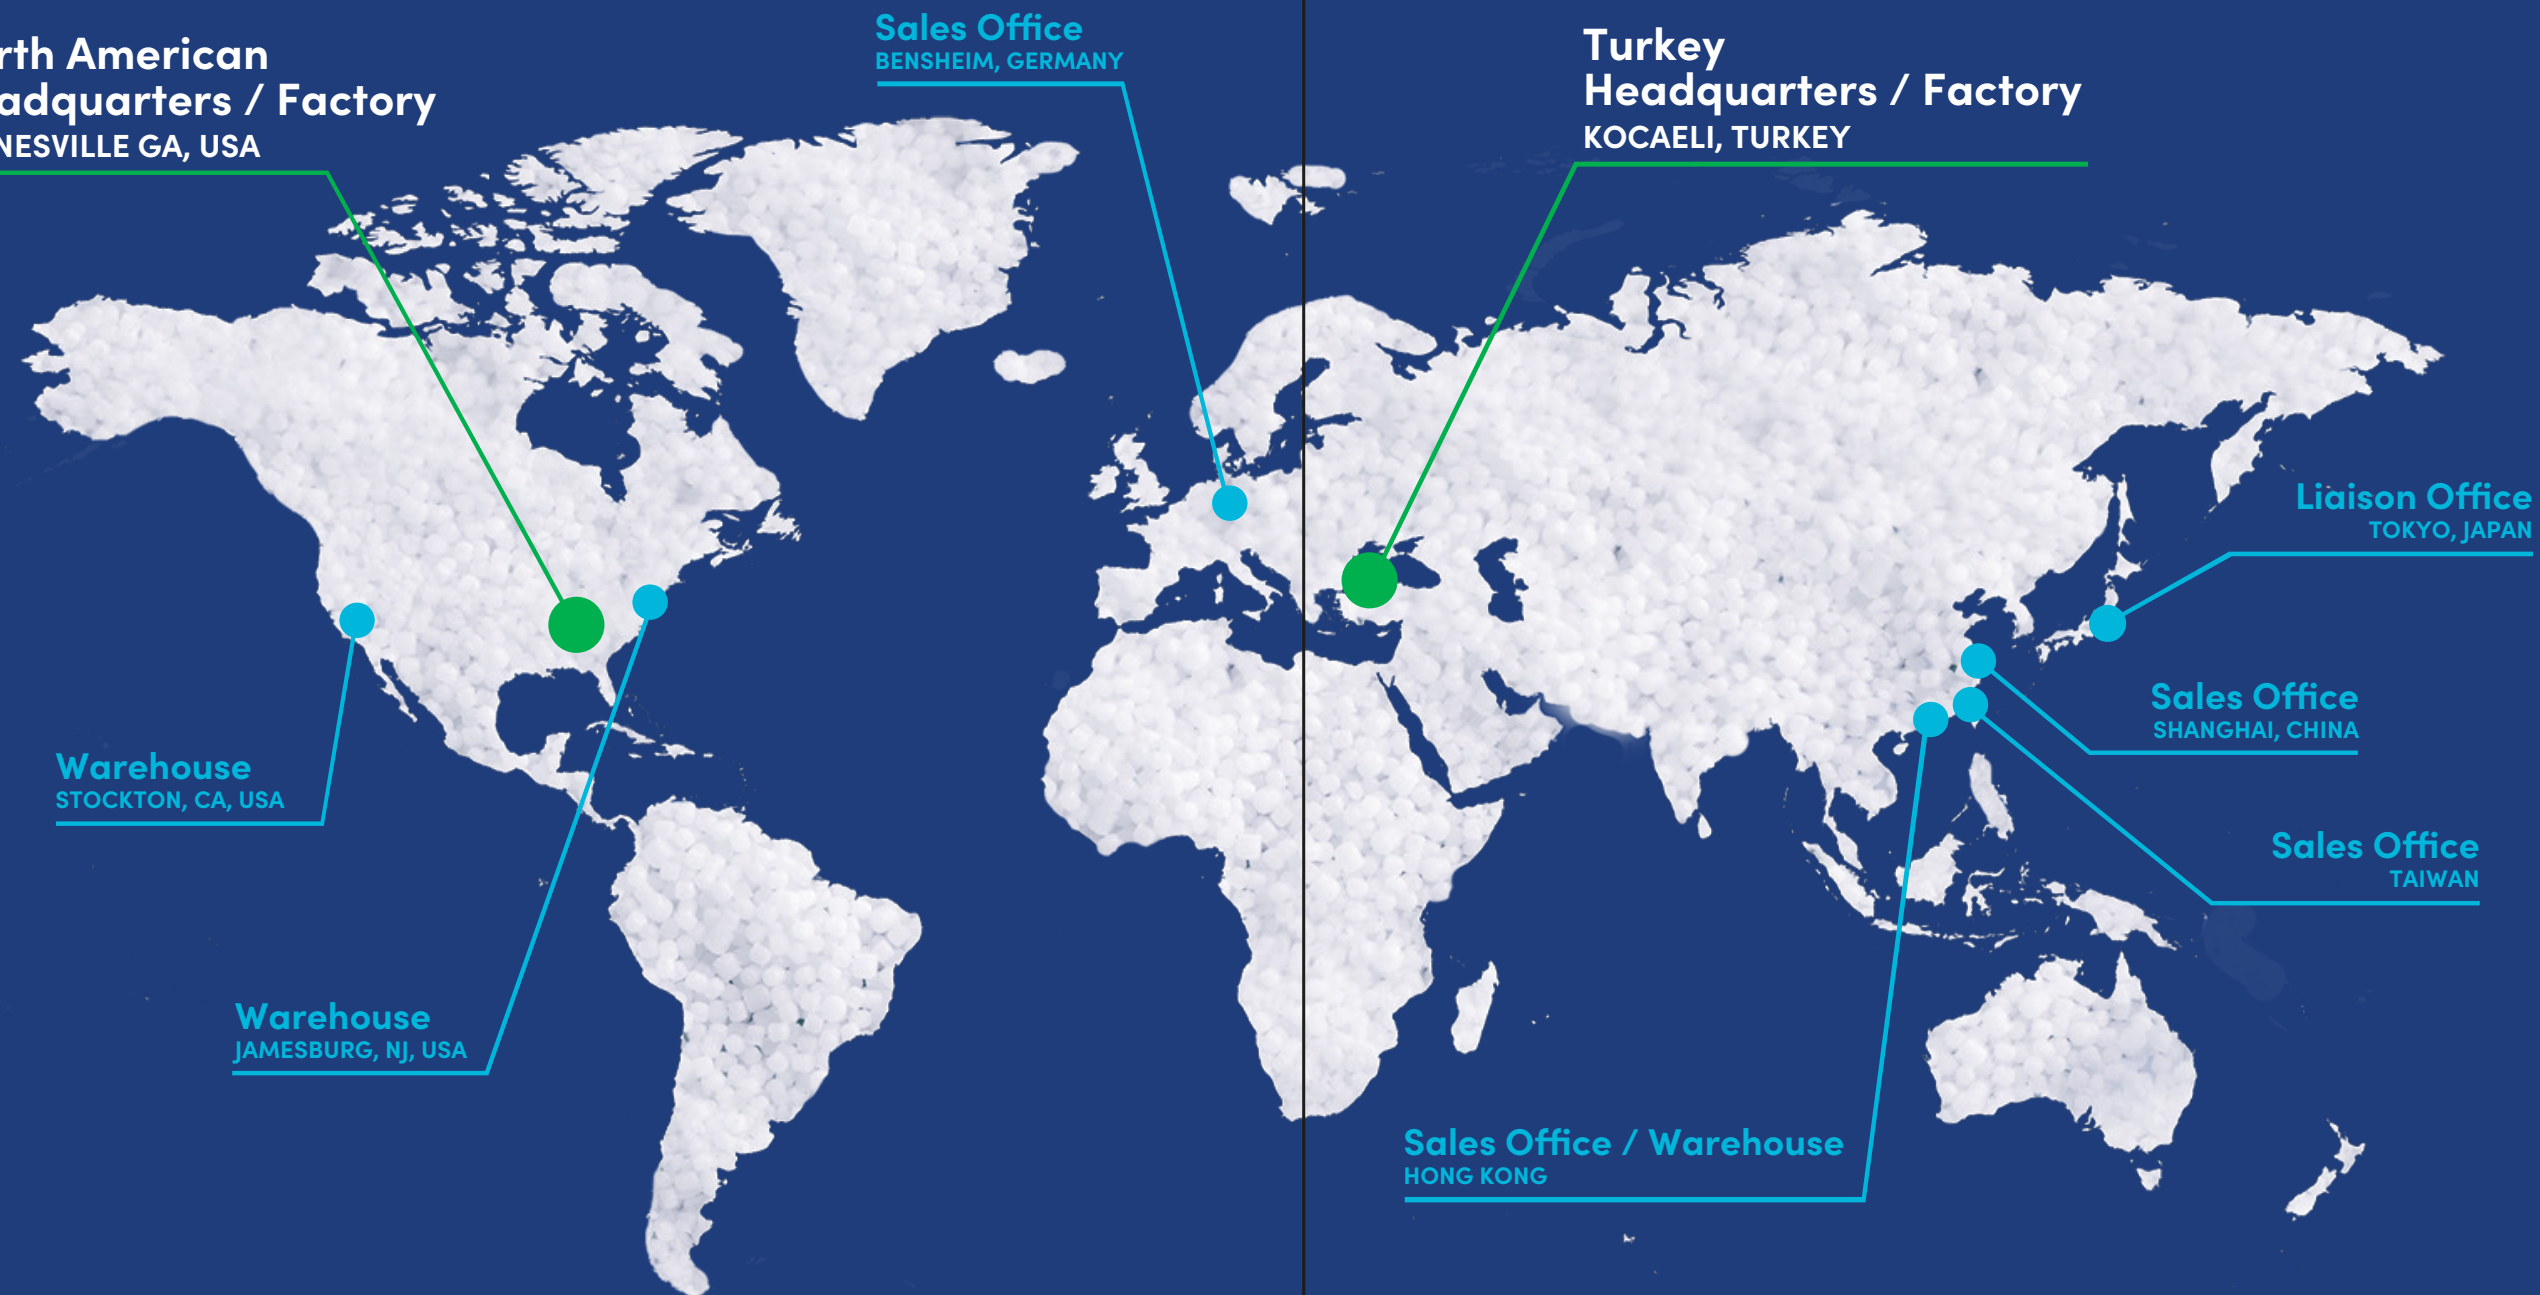 Sales Office
BENSHEIM, GERMANY
rth American
adquarters / Factory
NESVILLE GA, USA
Turkey
Headquarters / Factory
KOCAELI, TURKEY
Liaison Office
TOKYO, JAPAN
Sales Office
SHANGHAI, CHINA
Warehouse
STOCKTON, CA, USA
Sales Office
TAIWAN
Warehouse
JAMESBURG, NJ, USA
Sales Office / Warehouse
HONG KONG